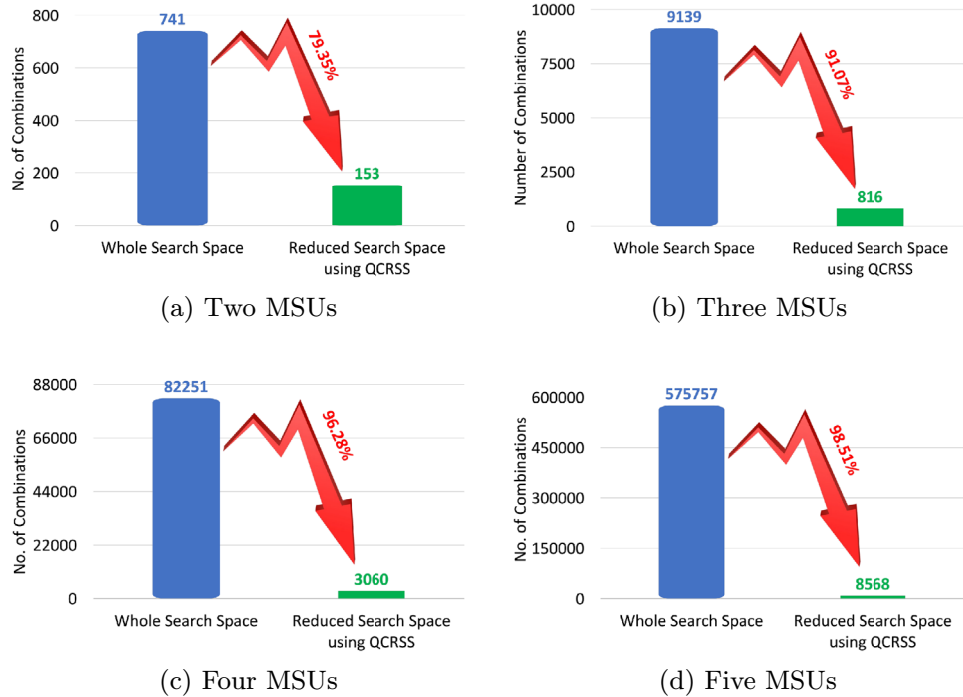 800
741
600
400
200
0
No. of Combinations
79.35%
153
Whole Search Space
Reduced Search Space
using QCRSS
(a) Two MSUs
10000
9139
7500
5000
2500
0
Number of Combinations
91.07%
816
Whole Search Space
Reduced Search Space
using QCRSS
(b) Three MSUs
88000
82251
66000
44000
22000
0
No. of Combinations
96.28%
3060
Whole Search Space
Reduced Search Space
using QCRSS
(c) Four MSUs
600000
575757
450000
300000
150000
0
No. of Combinations
98.51%
8568
Whole Search Space
Reduced Search Space
using QCRSS
(d) Five MSUs